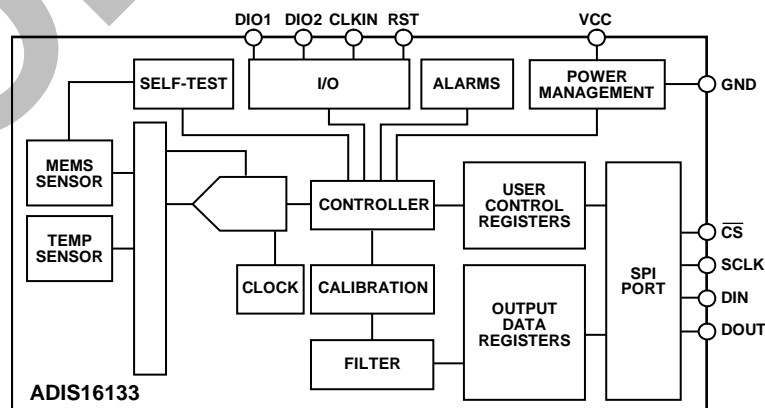 DIO1 DIO2 CLKIN RST VCC
SELF-TEST
I/O
ALARMS
POWER
MANAGEMENT
GND
MEMS
SENSOR
CONTROLLER
USER
CONTROL
REGISTERS
TEMP
SENSOR
CLOCK
CALIBRATION
OUTPUT
DATA
REGISTERS
SPI
PORT
CS
SCLK
DIN
DOUT
FILTER
ADIS16133